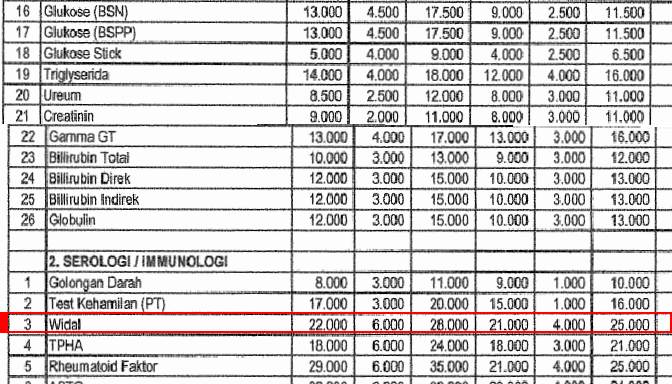 16 Glukose (BSN) 13.000 4.500 17.500 9.000 2.500 11.500
17 Glukose (BSPP) 13.000 4.500 17.500 9.000 2.500 11.500
18 Glukose Stick 5.000 4.000 9.000 4.000 2.500 6.500
19 Triglyserida 14.000 4.000 18.000 12.000 4.000 16.000
20 Ureum 8.500 2.500 12.000 8.000 3.000 11.000
21 Creatinin 9.000 2.000 11.000 8.000 3.000 11.000
22 Gamma GT 13.000 4.000 17.000 13.000 3.000 16.000
23 Billirubin Total 10.000 3.000 13.000 9.000 3.000 12.000
24 Billirubin Direk 12.000 3.000 15.000 10.000 3.000 13.000
25 Billirubin Indirek 12.000 3.000 15.000 10.000 3.000 13.000
26 Globulin 12.000 3.000 15.000 10.000 3.000 13.000
2. SEROLOGI / IMMUNOLOGI
1 Golongan Darah 8.000 3.000 11.000 9.000 1.000 10.000
2 Test Kehamilan (PT) 17.000 3.000 20.000 15.000 1.000 16.000
3 Widal 22.000 6.000 28.000 21.000 4.000 25.000
4 TPHA 18.000 6.000 24.000 18.000 3.000 21.000
5 Rheumatoid Faktor 29.000 6.000 35.000 21.000 4.000 25.000